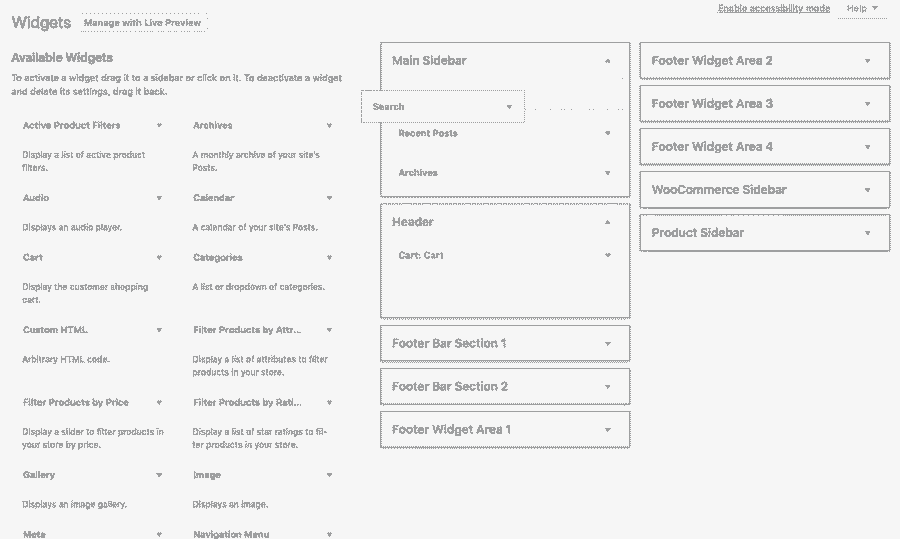 Enable accessibility mode
Help
Widgets
Manage with Live Preview
Available Widgets
To activate a widget drag it to a sidebar or click on it. To deactivate a widget
and delete its settings, drag it back.
Active Product Filters
Archives
Display a list of active product
filters.
A monthly archive of your site's
Posts.
Audio
Calendar
Displays an audio player.
A calendar of your site's Posts.
Cart
Categories
Display the customer shopping
cart.
A list or dropdown of categories.
Custom HTML
Filter Products by Attr...
Arbitrary HTML code.
Display a list of attributes to filter
products in your store.
Filter Products by Price
Filter Products by Rati...
Display a slider to filter products in
your store by price.
Display a list of star ratings to fil-
ter products in your store.
Gallery
Image
Displays an image gallery.
Displays an image.
Meta
Navigation Menu
Main Sidebar
Search
Recent Posts
Archives
Header
Cart: Cart
Footer Bar Section 1
Footer Bar Section 2
Footer Widget Area 1
Footer Widget Area 2
Footer Widget Area 3
Footer Widget Area 4
WooCommerce Sidebar
Product Sidebar